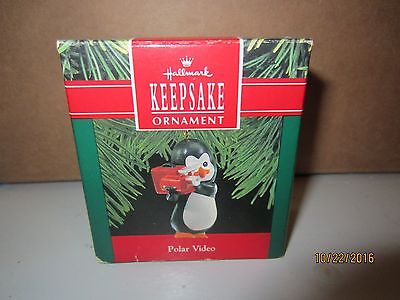 Hallmark
KEEPSAKE
ORNAMENT
Polar Video
10/22/2016